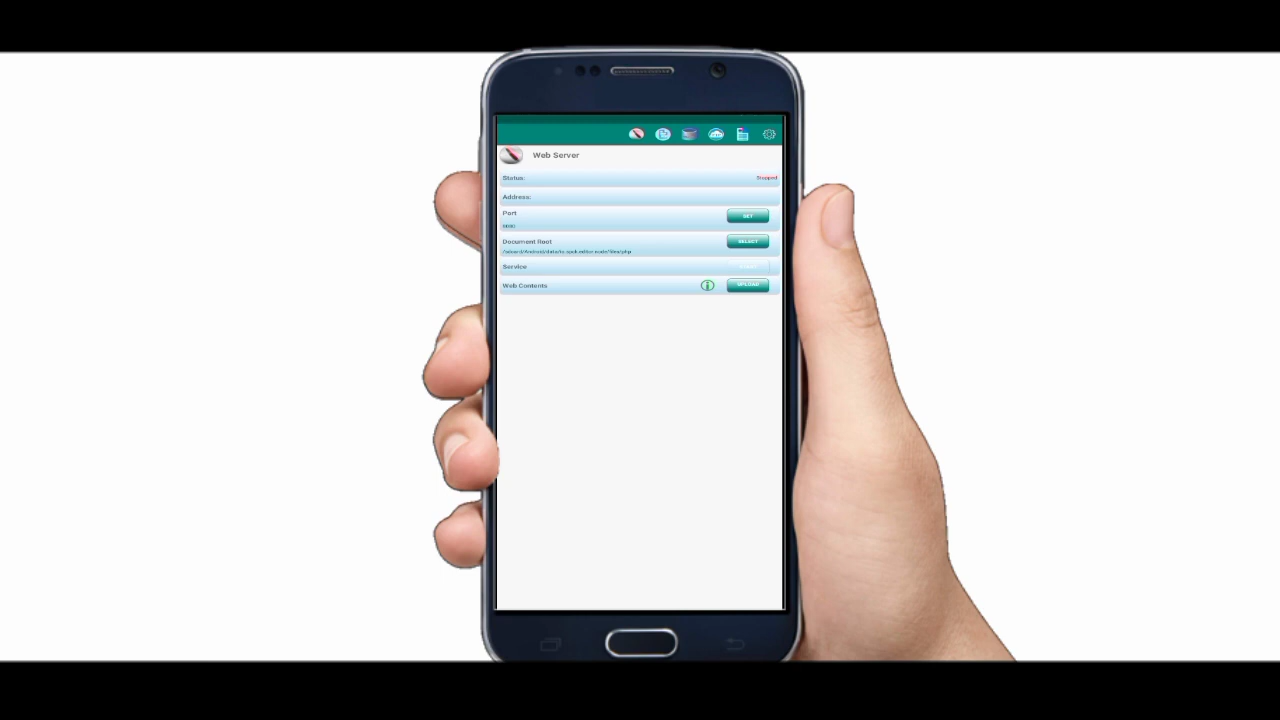 Web Server
Status:
Stopped
Address:
Port
SET
Document Root
SELECT
Service
Web Contents
UPLOAD